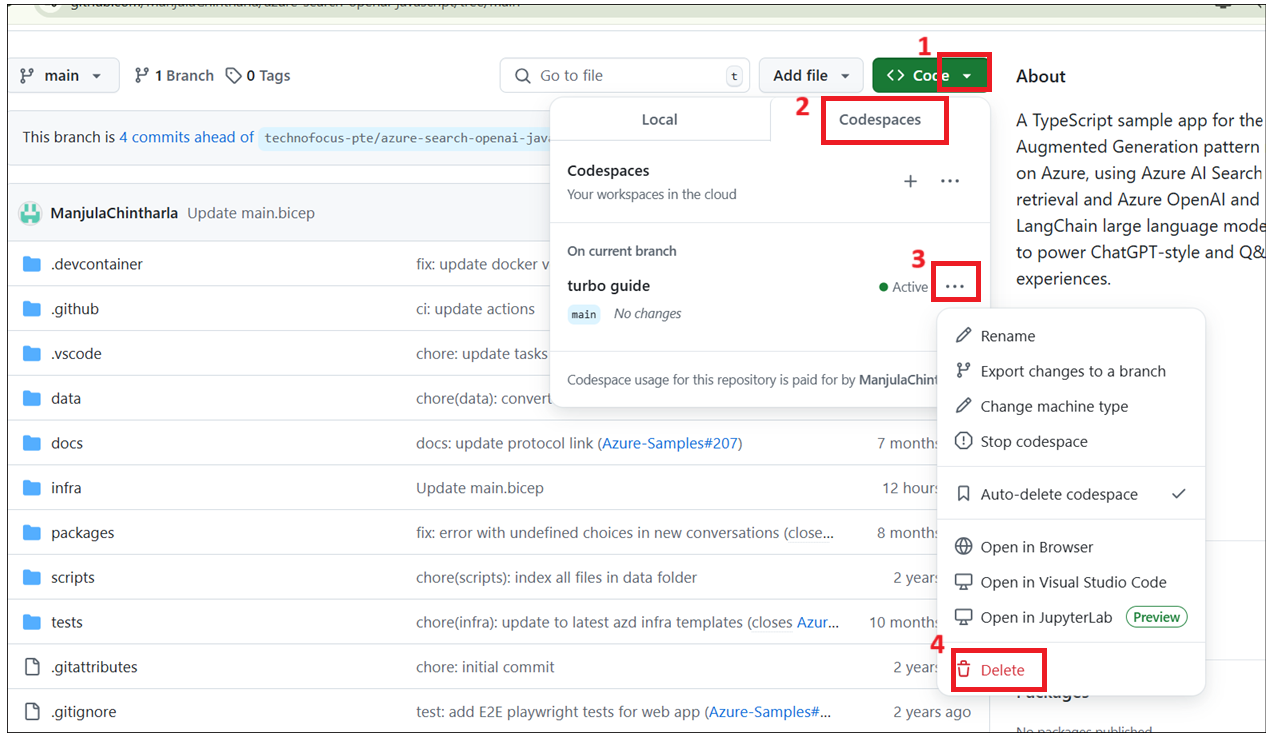 github.com/ManjulaChintharla/azure-search-openai-javascript/tree/main
1
main
1 Branch
0 Tags
Go to file
t
Add file
Code
About
2
Local
Codespaces
This branch is 4 commits ahead of technofocus-pte/azure-search-openai-java
A TypeScript sample app for the
Augmented Generation pattern
on Azure, using Azure AI Search
retrieval and Azure OpenAI and
LangChain large language mode
to power ChatGPT-style and Q&
experiences.
Codespaces
Your workspaces in the cloud
ManjulaChintharla Update main.bicep
On current branch
3
turbo guide
Active
main No changes
Codespace usage for this repository is paid for by ManjulaChint
.devcontainer fix: update docker v
.github ci: update actions
.vscode chore: update tasks
data chore(data): convert
docs docs: update protocol link (Azure-Samples#207) 7 months
infra Update main.bicep 12 hours
packages fix: error with undefined choices in new conversations (close... 8 months
scripts chore(scripts): index all files in data folder 2 years
tests chore(infra): update to latest azd infra templates (closes Azur... 10 months
.gitattributes chore: initial commit 2 years
.gitignore test: add E2E playwright tests for web app (Azure-Samples#... 2 years ago
Rename
Export changes to a branch
Change machine type
Stop codespace
Auto-delete codespace
Open in Browser
Open in Visual Studio Code
Open in JupyterLab Preview
4
Delete
Packages
No packages published